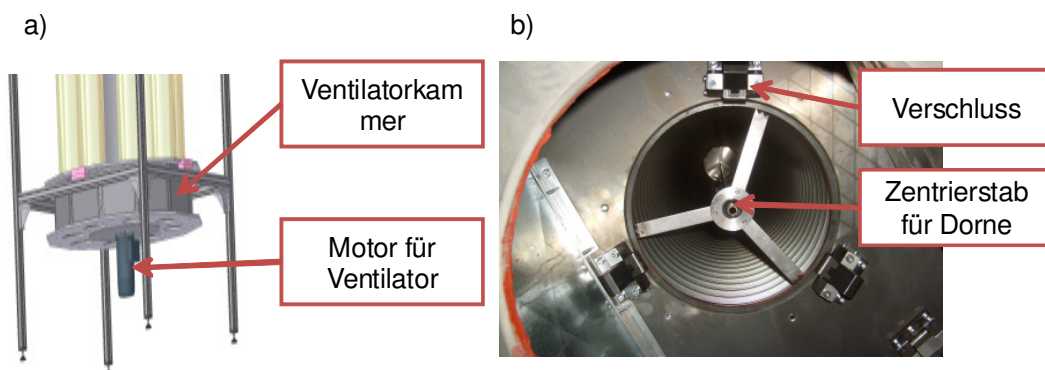 a)
b)
Ventilatorkam
mer
Motor für
Ventilator
Verschluss
Zentrierstab
für Dorne